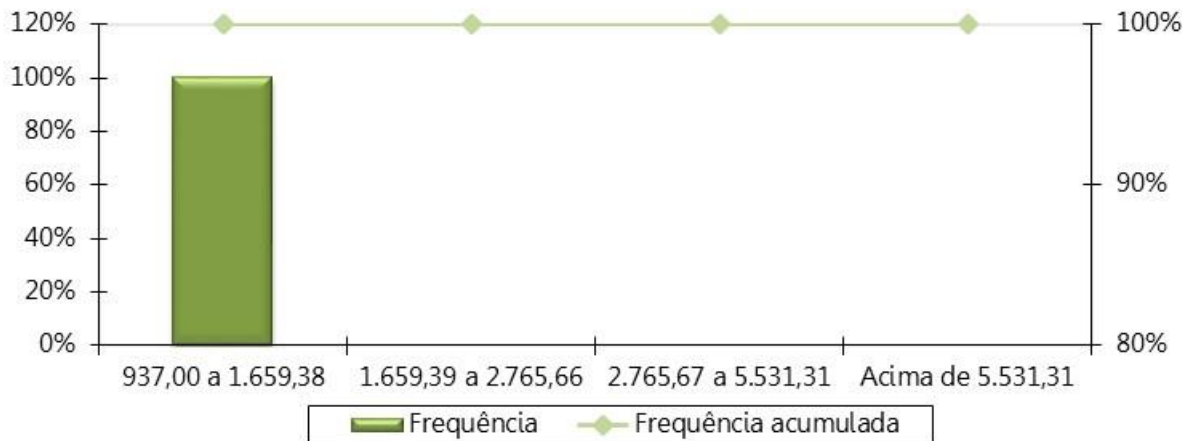 120%
100%
80%
60%
40%
20%
0%
100%
90%
80%
937,00 a 1.659,38
1.659,39 a 2.765,66
2.765,67 a 5.531,31
Acima de 5.531,31
Frequência
Frequência acumulada